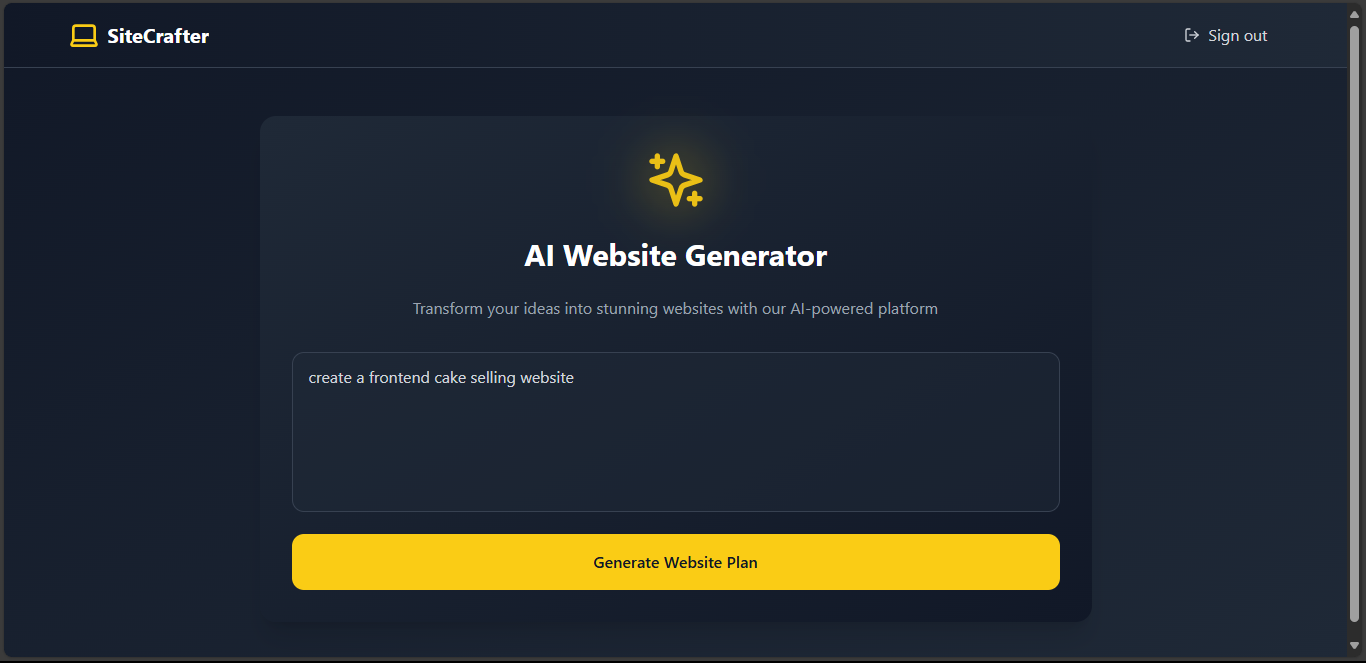 SiteCrafter
Sign out
AI Website Generator
Transform your ideas into stunning websites with our AI-powered platform
create a frontend cake selling website
Generate Website Plan